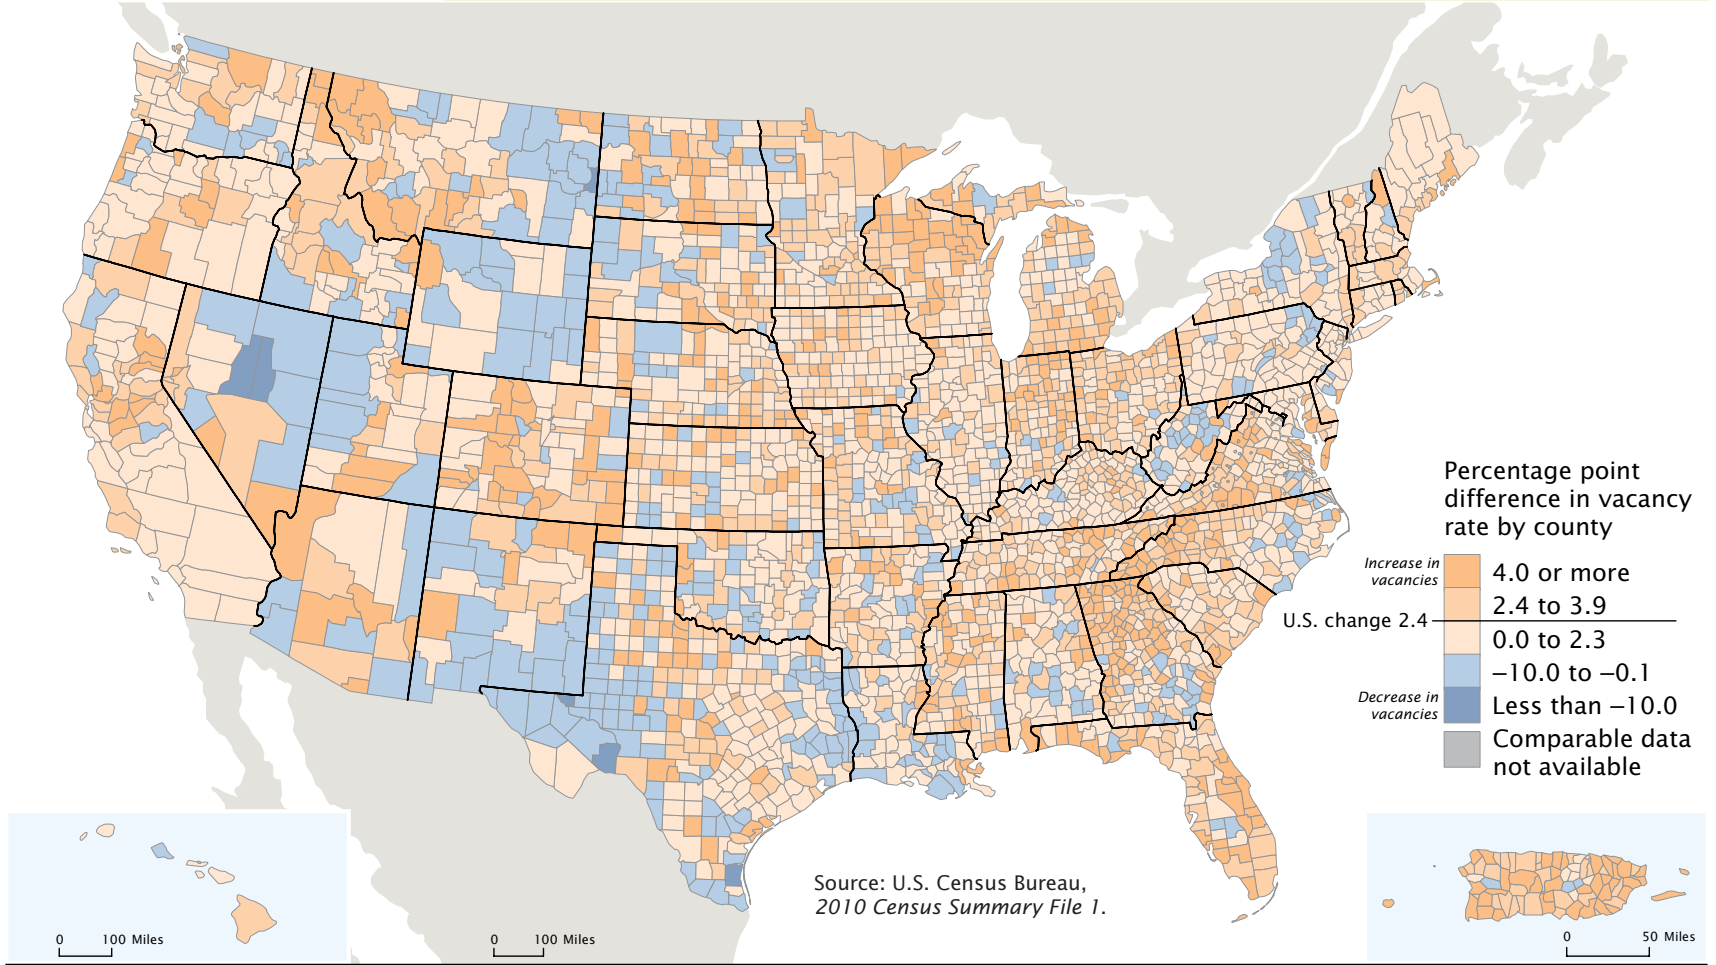 Percentage point
difference in vacancy
rate by county
Increase in
vacancies
4.0 or more
2.4 to 3.9
U.S. change 2.4
0.0 to 2.3
−10.0 to −0.1
Decrease in
vacancies
Less than −10.0
Comparable data
not available
Source: U.S. Census Bureau,
2010 Census Summary File 1.
0 100 Miles
0 100 Miles
0 50 Miles